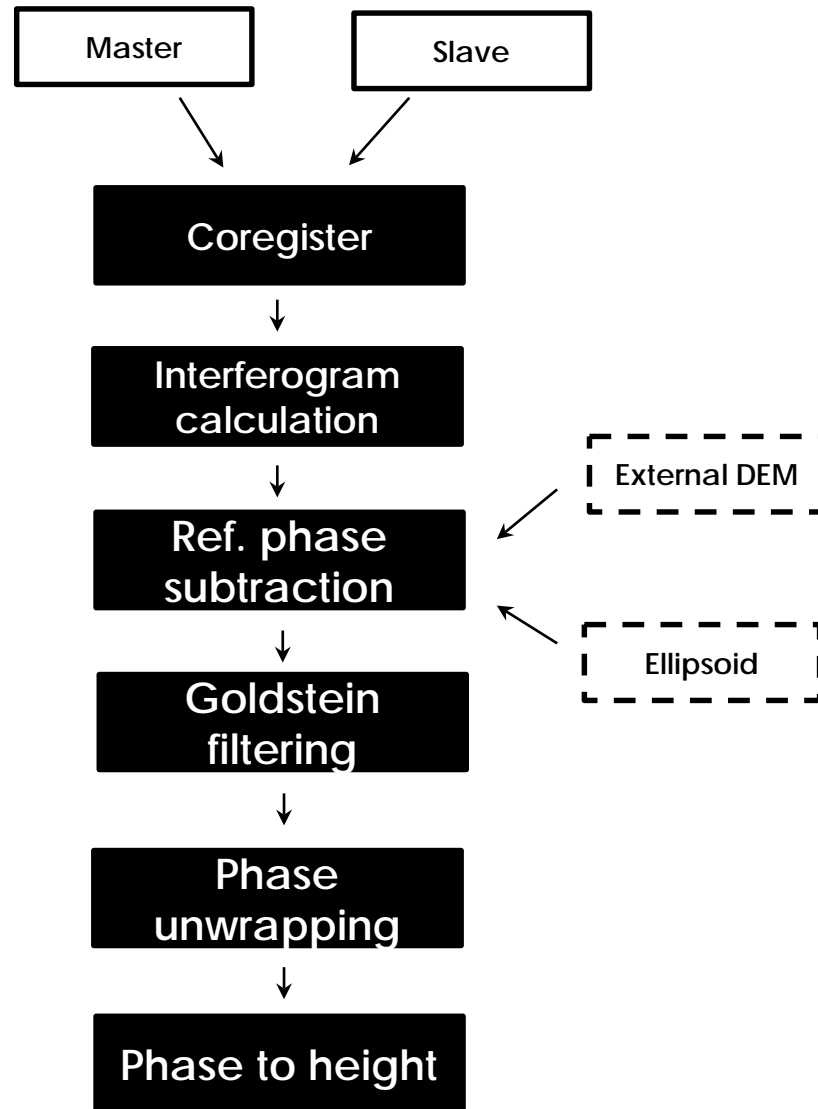 Master
Slave
Coregister
Interferogram
calculation
External DEM
Ref. phase
subtraction
Ellipsoid
Goldstein
filtering
Phase
unwrapping
Phase to height